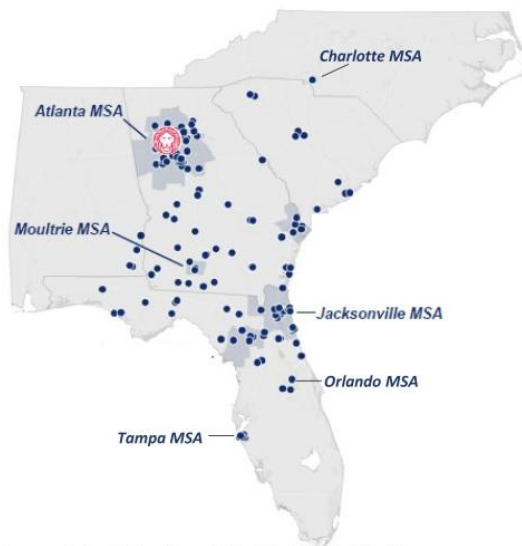 Charlotte MSA
Atlanta MSA
Moultrie MSA
Jacksonville MSA
Orlando MSA
Tampa MSA